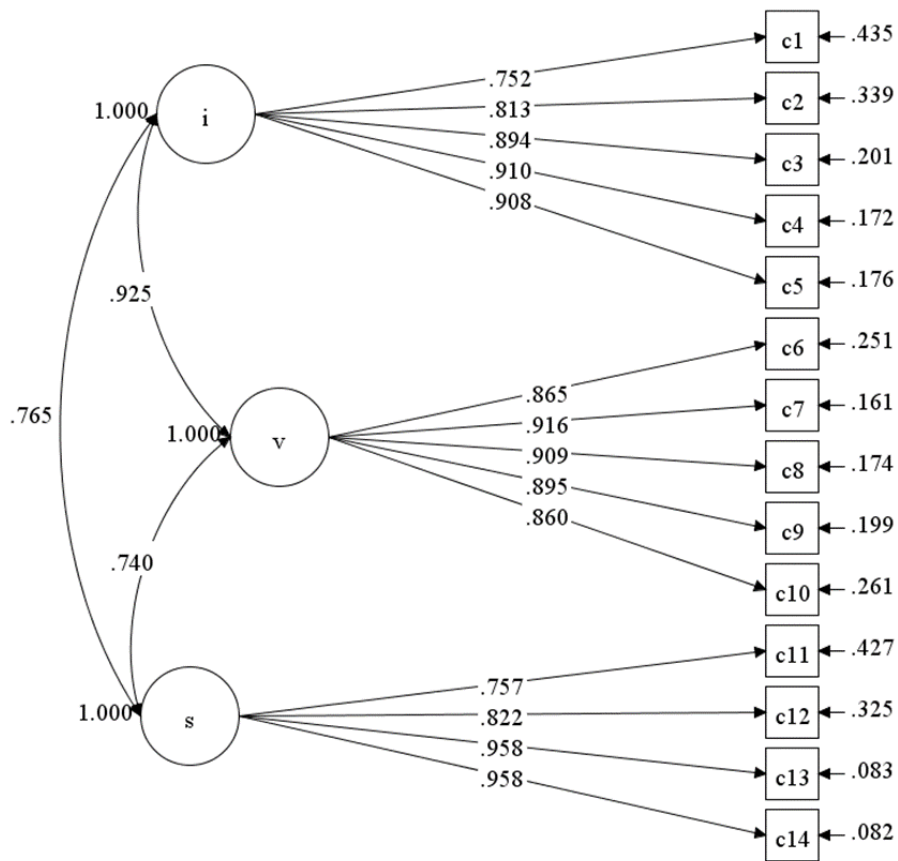 c1
.435
.752
1.000
i
c2
.339
.813
c3
.201
.894
c4
.172
.910
.908
c5
.176
.925
c6
.251
.865
c7
.161
.765
.916
1.000
v
.909
c8
.174
.895
c9
.199
.860
.740
c10
.261
c11
.427
.757
1.000
s
c12
.325
.822
.958
c13
.083
.958
c14
.082